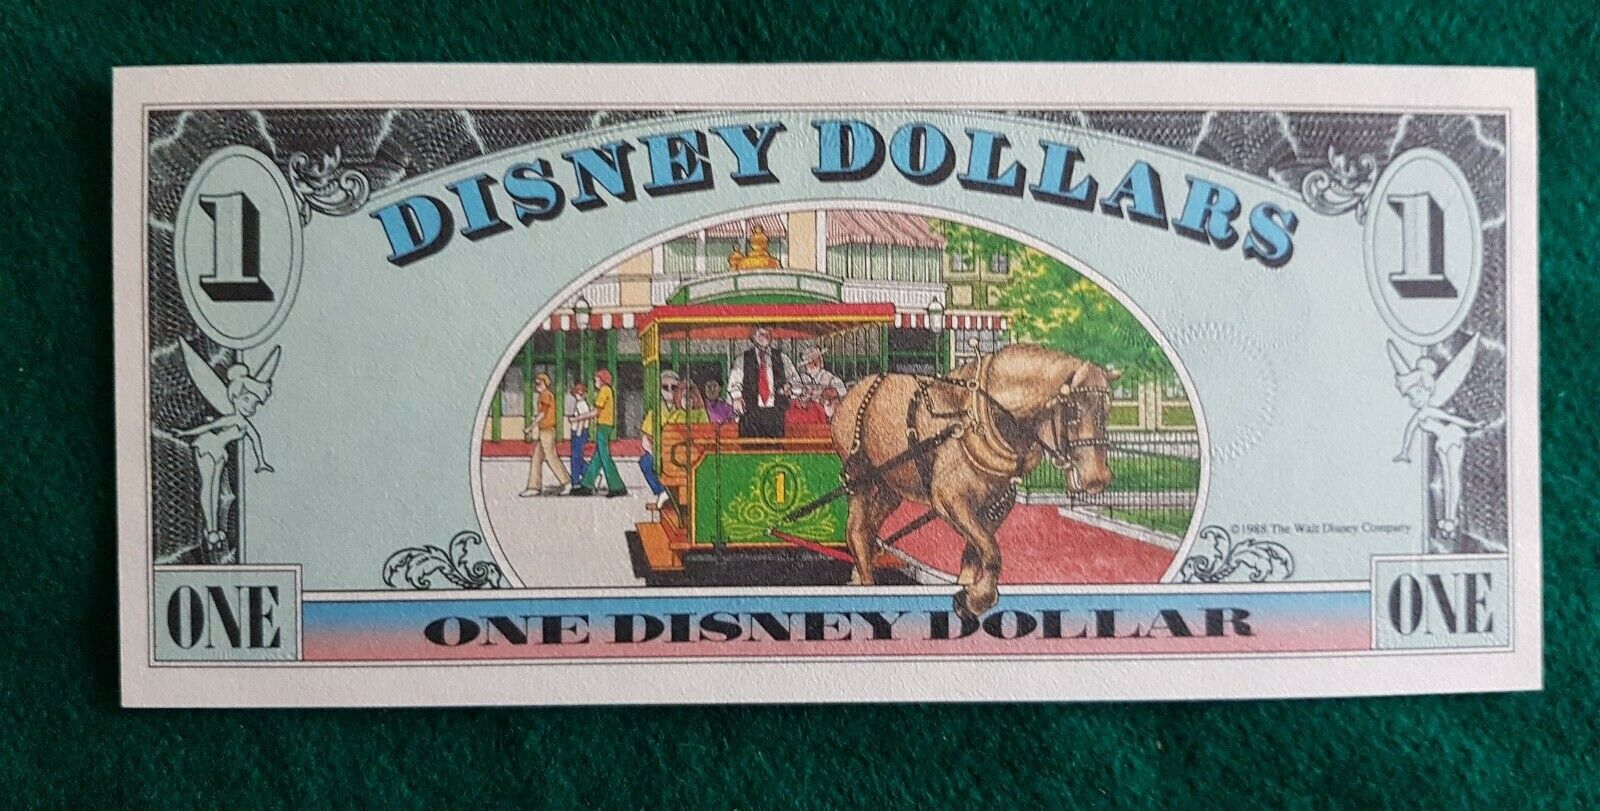 DISNEY DOLLARS
1
1
1
©1988 The Walt Disney Company
ONE
ONE DISNEY DOLLAR
ONE